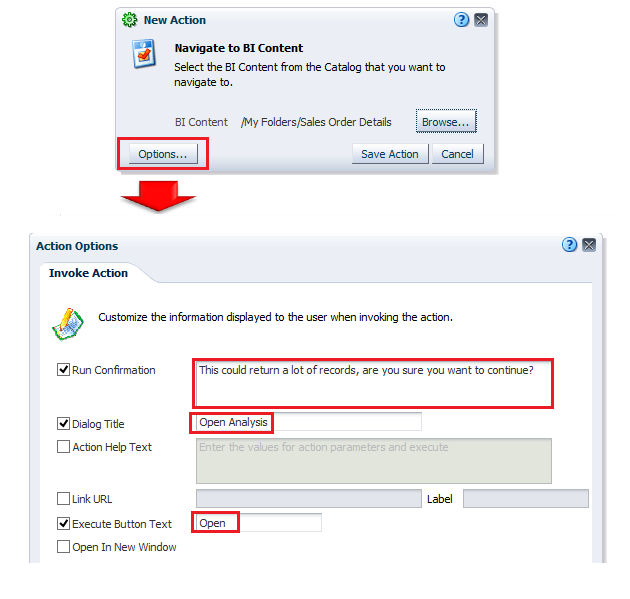 New Action
Navigate to BI Content
Select the BI Content from the Catalog that you want to
navigate to.
BI Content /My Folders/Sales Order Details Browse...
Options... Save Action Cancel
Action Options
Invoke Action
Customize the information displayed to the user when invoking the action.
Run Confirmation This could return a lot of records, are you sure you want to continue?
Dialog Title Open Analysis
Action Help Text Enter the values for action parameters and execute
Link URL Label
Execute Button Text Open
Open In New Window